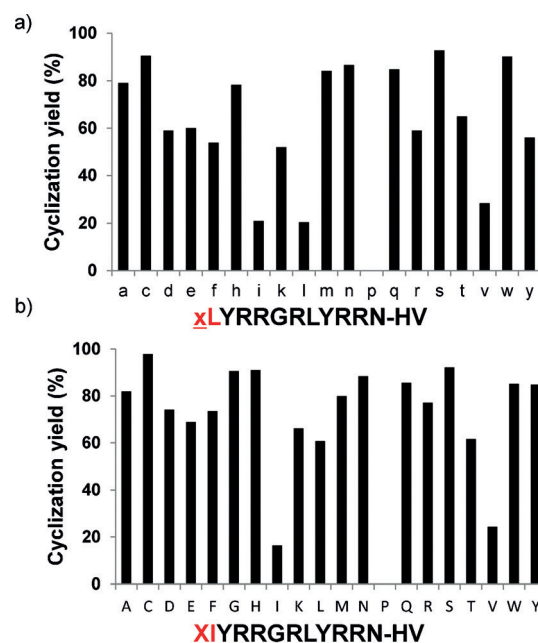 a)
Cyclization yield (%)
100
80
60
40
20
0
a c d e f h i k l m n p q r s t v w y
xLYRRGRLYRRN-HV
b)
Cyclization yield (%)
100
80
60
40
20
0
A C D E F G H I K L M N P Q R S T V W Y
XIYRRGRLYRRN-HV